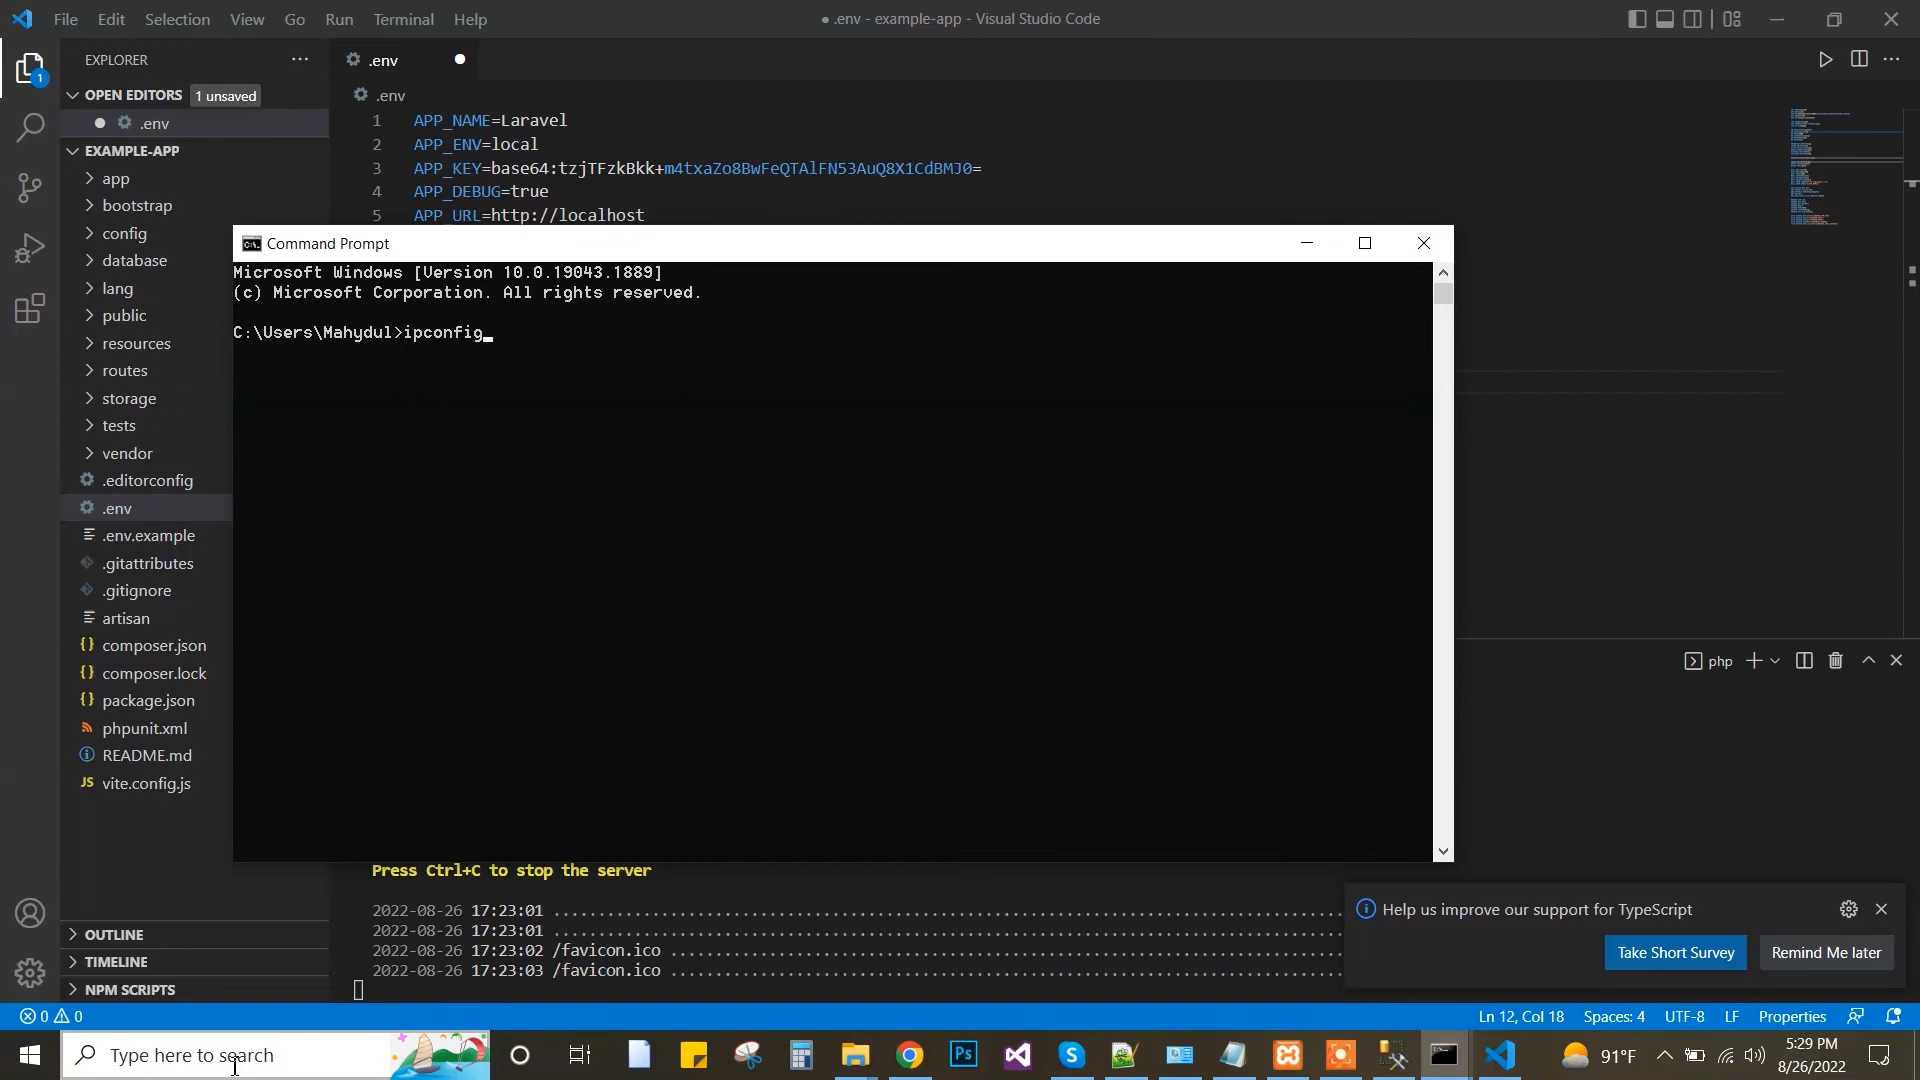 File Edit Selection View Go Run Terminal Help
● .env - example-app - Visual Studio Code
EXPLORER
OPEN EDITORS 1 unsaved
.env
EXAMPLE-APP
app
bootstrap
config
database
lang
public
resources
routes
storage
tests
vendor
.editorconfig
.env
.env.example
.gitattributes
.gitignore
artisan
composer.json
composer.lock
package.json
phpunit.xml
README.md
JS vite.config.js
OUTLINE
TIMELINE
NPM SCRIPTS
.env
.env
1 APP_NAME=Laravel
2 APP_ENV=local
3 APP_KEY=base64:tzjTFzkBkk+m4txaZo8BwFeQTAlFN53AuQ8X1CdBMJ0=
4 APP_DEBUG=true
5 APP_URL=http://localhost
Command Prompt
Microsoft Windows [Version 10.0.19043.1889]
(c) Microsoft Corporation. All rights reserved.
C:\Users\Mahydul>ipconfig
php
Press Ctrl+C to stop the server
2022-08-26 17:23:01 ................................................................
2022-08-26 17:23:01 ................................................................
2022-08-26 17:23:02 /favicon.ico ...................................................
2022-08-26 17:23:03 /favicon.ico ...................................................
Help us improve our support for TypeScript
Take Short Survey Remind Me later
0 0
Ln 12, Col 18 Spaces: 4 UTF-8 LF Properties
Type here to search
Ps
91°F
5:29 PM
8/26/2022